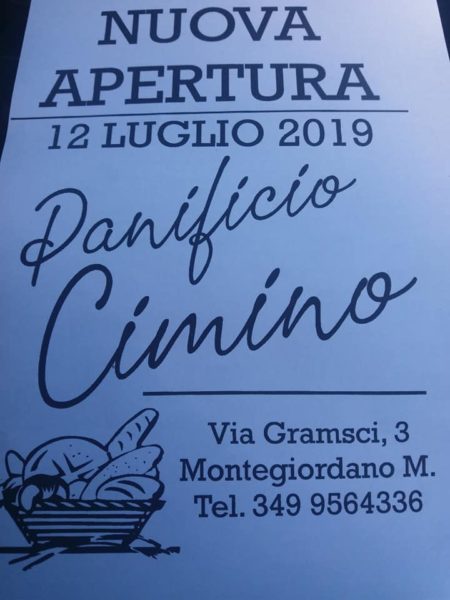 NUOVA
APERTURA
12 LUGLIO 2019
Panificio
Cimino
Via Gramsci, 3
Montegiordano M.
Tel. 349 9564336